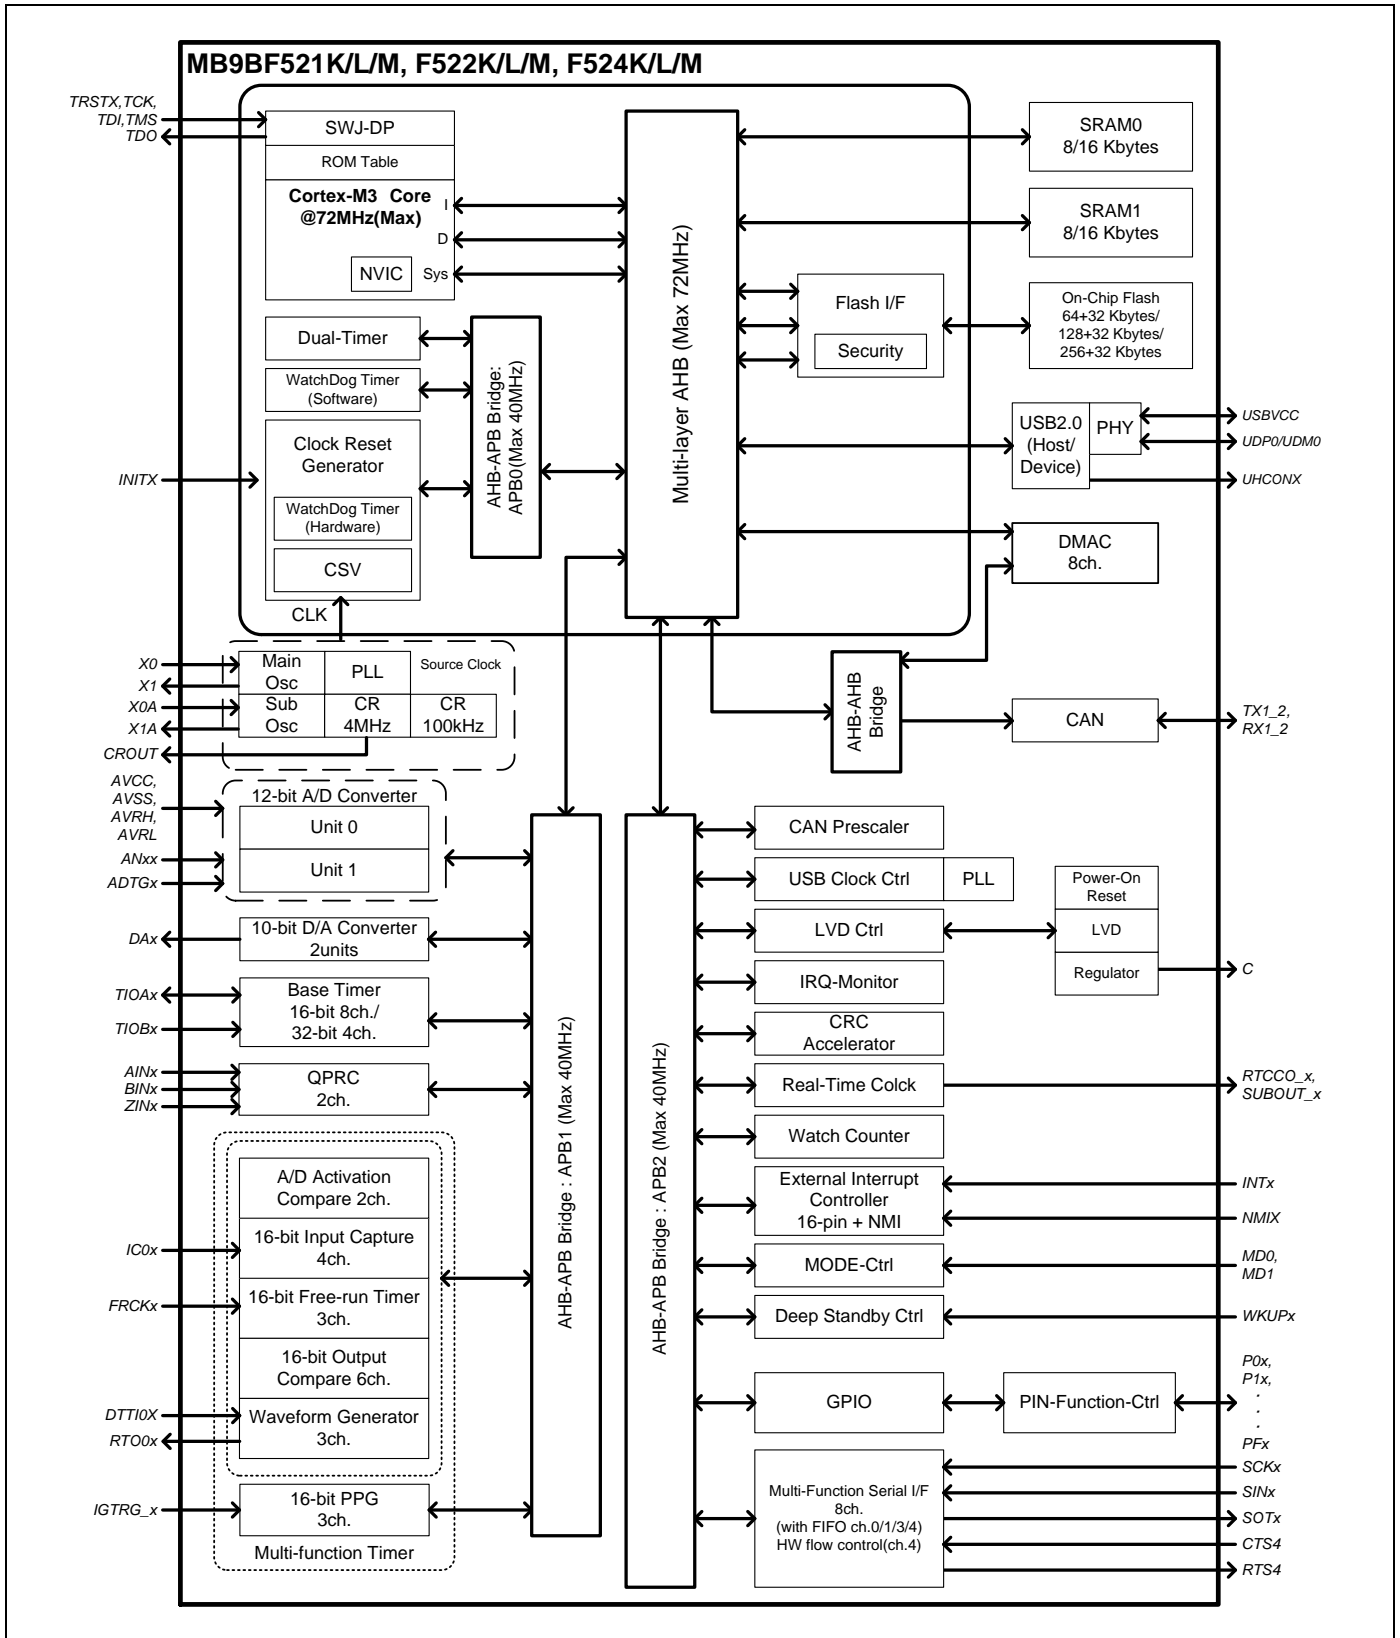 MB9BF521K/L/M, F522K/L/M, F524K/L/M
TRSTX,TCK,
TDI,TMS
TDO
SWJ-DP
ROM Table
Cortex-M3 Core
@72MHz(Max)
I
D
NVIC
Sys
Dual-Timer
WatchDog Timer
(Software)
Clock Reset
Generator
INITX
WatchDog Timer
(Hardware)
CSV
CLK
AHB-APB Bridge:
APB0(Max 40MHz)
Multi-layer AHB (Max 72MHz)
SRAM0
8/16 Kbytes
SRAM1
8/16 Kbytes
Flash I/F
Security
On-Chip Flash
64+32 Kbytes/
128+32 Kbytes/
256+32 Kbytes
USB2.0
(Host/
Device)
PHY
USBVCC
UDP0/UDM0
UHCONX
DMAC
8ch.
AHB-AHB
Bridge
CAN
TX1_2,
RX1_2
X0
X1
X0A
X1A
CROUT
Main
Osc
PLL
Source Clock
Sub
Osc
CR
4MHz
CR
100kHz
AVCC,
AVSS,
AVRH,
AVRL
ANxx
ADTGx
12-bit A/D Converter
Unit 0
Unit 1
DAx
10-bit D/A Converter
2units
TIOAx
TIOBx
Base Timer
16-bit 8ch./
32-bit 4ch.
AINx
BINx
ZINx
QPRC
2ch.
A/D Activation
Compare 2ch.
IC0x
16-bit Input Capture
4ch.
FRCKx
16-bit Free-run Timer
3ch.
16-bit Output
Compare 6ch.
DTTI0X
RTO0x
Waveform Generator
3ch.
IGTRG_x
16-bit PPG
3ch.
Multi-function Timer
AHB-APB Bridge : APB1 (Max 40MHz)
AHB-APB Bridge : APB2 (Max 40MHz)
CAN Prescaler
USB Clock Ctrl
PLL
LVD Ctrl
Power-On
Reset
LVD
Regulator
C
IRQ-Monitor
CRC
Accelerator
Real-Time Colck
RTCCO_x,
SUBOUT_x
Watch Counter
External Interrupt
Controller
16-pin + NMI
INTx
NMIX
MODE-Ctrl
MD0,
MD1
Deep Standby Ctrl
WKUPx
GPIO
PIN-Function-Ctrl
P0x,
P1x,
.
.
.
PFx
Multi-Function Serial I/F
8ch.
(with FIFO ch.0/1/3/4)
HW flow control(ch.4)
SCKx
SINx
SOTx
CTS4
RTS4